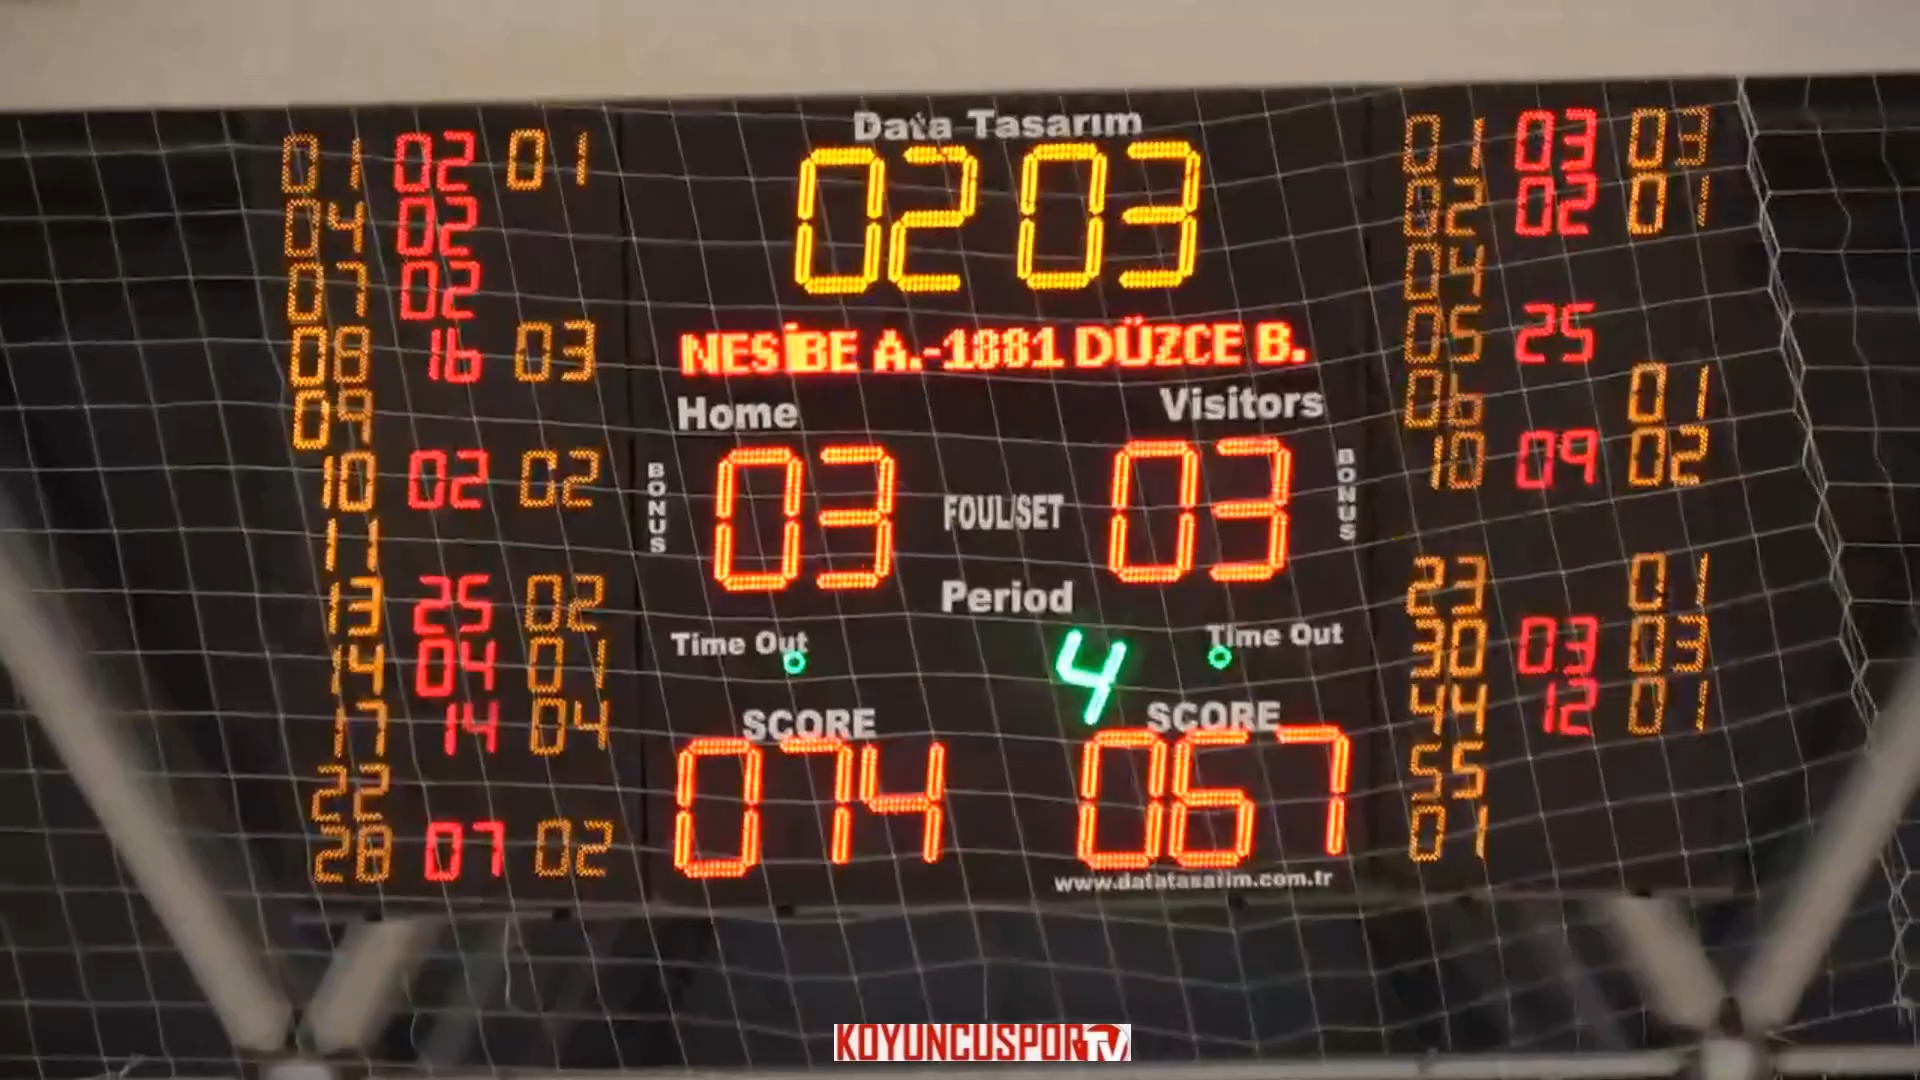 Data Tasarım
02 03
NESİBE A.-1881 DÜZCE B.
Home
Visitors
BONUS
03
FOUL/SET
03
BONUS
Period
4
Time Out
Time Out
SCORE
SCORE
074
067
www.datatasarim.com.tr
01 02 01
04 02
07 02
08 16 03
09
10 02 02
11
13 25 02
14 04 01
17 14 04
22
28 07 02
01 03 03
02 02 01
04
05 25
06 01
10 09 02
23 01
30 03 03
44 12 01
55
01
KOYUNCUSPORTV